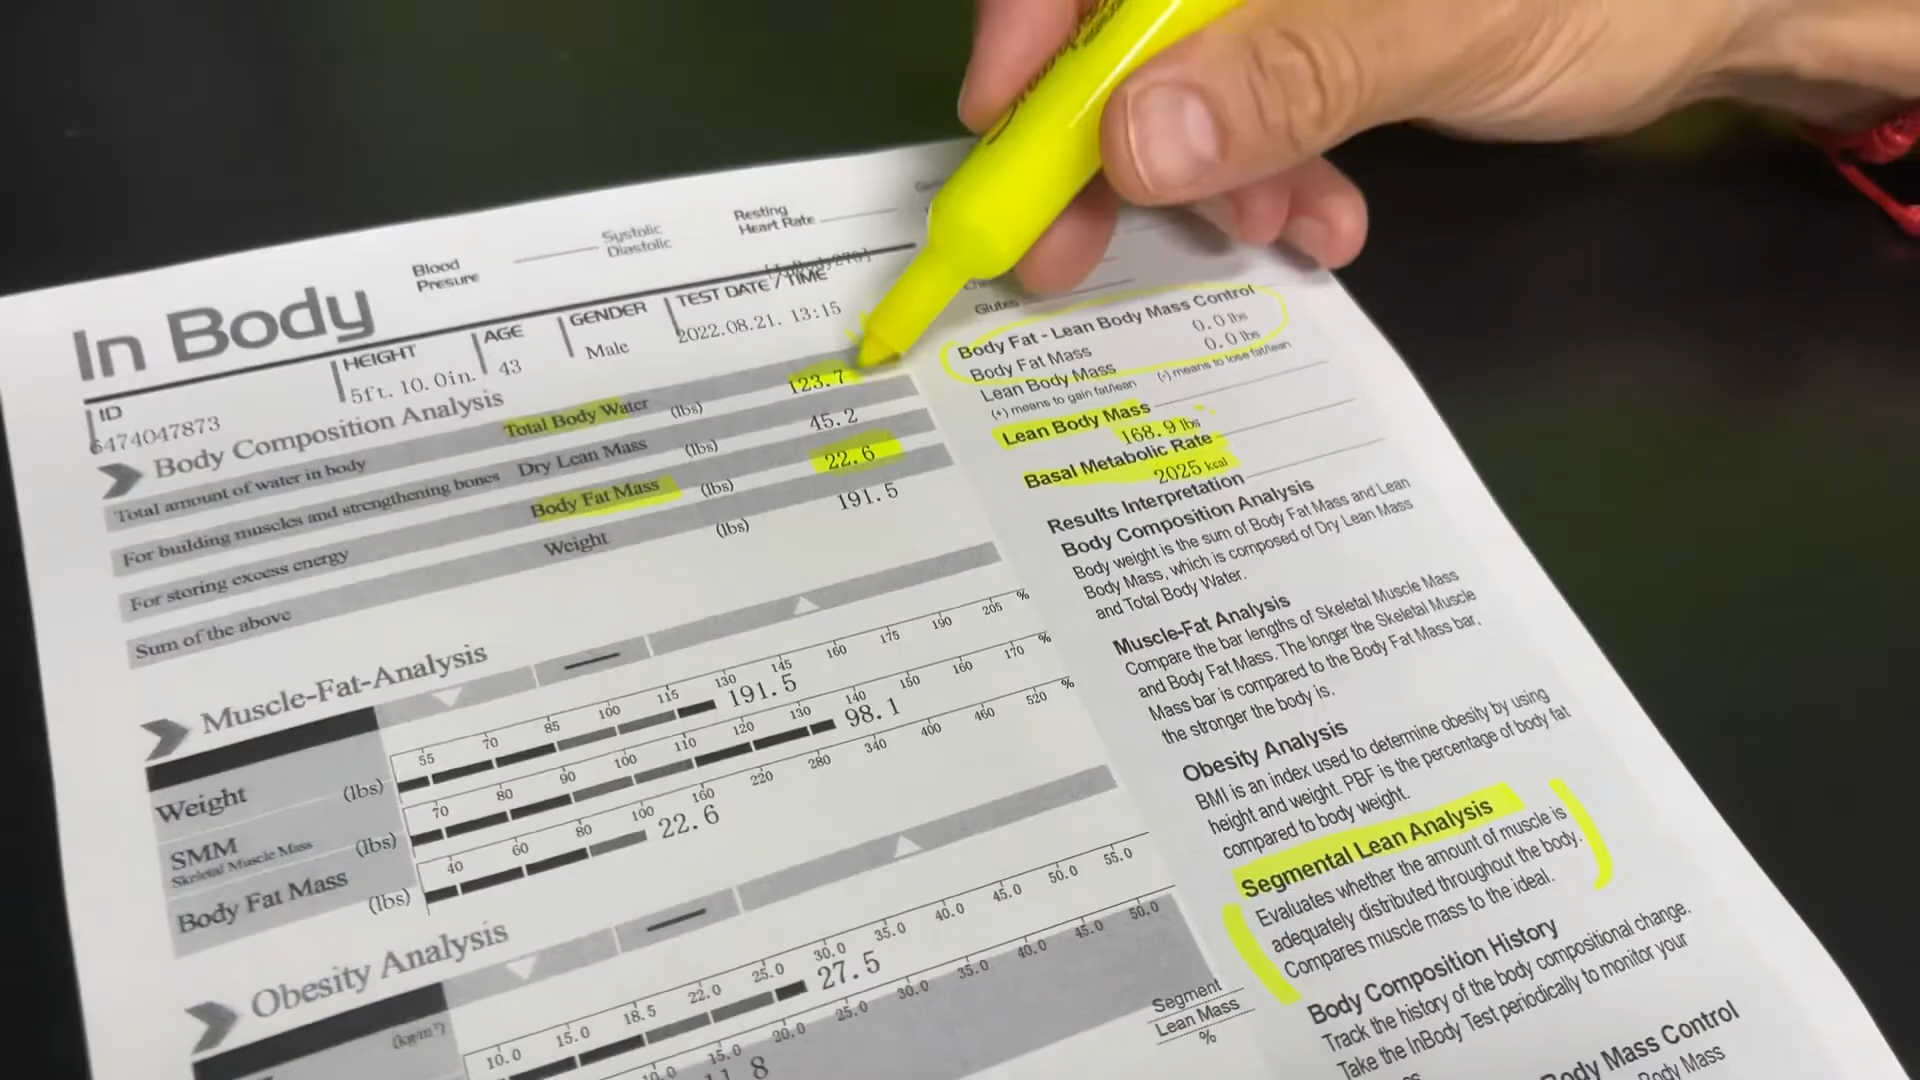 In Body
Blood
Presure
Systolic
Diastolic
Resting
Heart Rate
ID
6474047873
HEIGHT
5ft. 10.0in.
AGE
43
GENDER
Male
TEST DATE / TIME
2022.08.21. 13:15
Body Composition Analysis
Total amount of water in body Total Body Water (lbs) 123.7
For building muscles and strengthening bones Dry Lean Mass (lbs) 45.2
For storing excess energy Body Fat Mass (lbs) 22.6
Sum of the above Weight (lbs) 191.5
Muscle-Fat-Analysis
Weight (lbs)
55 70 85 100 115 130 145 160 175 190 205 %
191.5
SMM (lbs)
Skeletal Muscle Mass
70 80 90 100 110 120 130 140 150 160 170 %
98.1
Body Fat Mass (lbs)
40 60 80 100 160 220 280 340 400 460 520 %
22.6
Obesity Analysis
(kg/m²)
10.0 15.0 18.5 22.0 25.0 30.0 35.0 40.0 45.0 50.0 55.0
27.5
10.0 15.0 20.0 25.0 30.0 35.0 40.0 45.0 50.0
Glutes
Body Fat - Lean Body Mass Control
Body Fat Mass 0.0 lbs
Lean Body Mass 0.0 lbs
(+) means to gain fat/lean (-) means to lose fat/lean
Lean Body Mass
168.9 lbs
Basal Metabolic Rate
2025 kcal
Results Interpretation
Body Composition Analysis
Body weight is the sum of Body Fat Mass and Lean
Body Mass, which is composed of Dry Lean Mass
and Total Body Water.
Muscle-Fat Analysis
Compare the bar lengths of Skeletal Muscle Mass
and Body Fat Mass. The longer the Skeletal Muscle
Mass bar is compared to the Body Fat Mass bar,
the stronger the body is.
Obesity Analysis
BMI is an index used to determine obesity by using
height and weight. PBF is the percentage of body fat
compared to body weight.
Segmental Lean Analysis
Evaluates whether the amount of muscle is
adequately distributed throughout the body.
Compares muscle mass to the ideal.
Body Composition History
Track the history of the body compositional change.
Take the InBody Test periodically to monitor your
Body Mass Control
Body Mass
Segment
Lean Mass
%